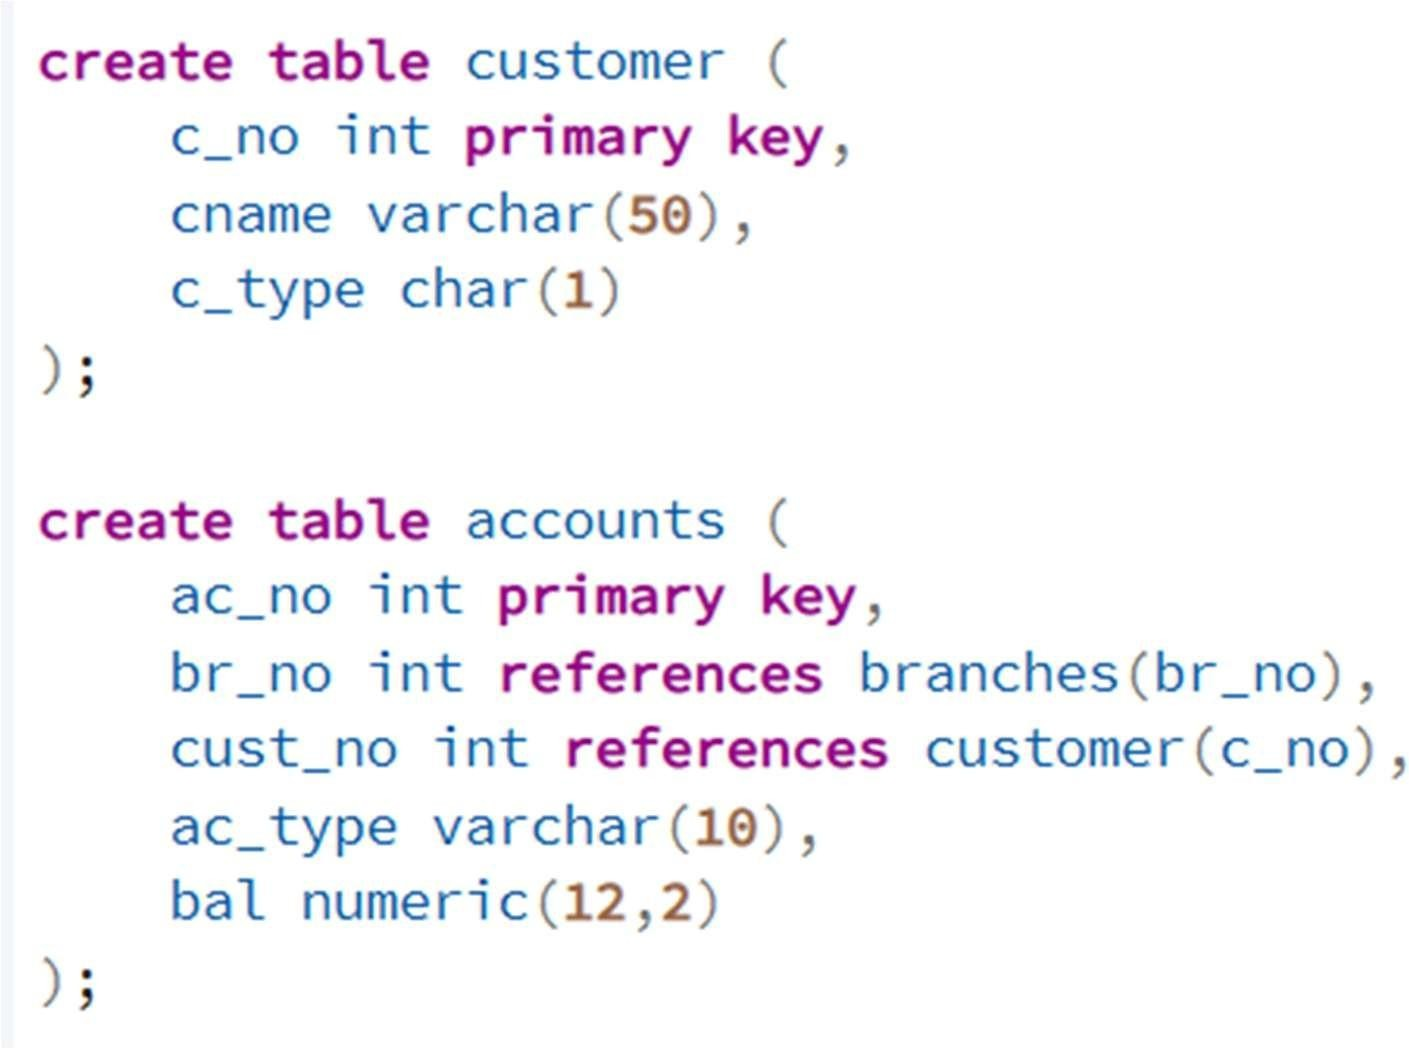 create table customer (
    c_no int primary key,
    cname varchar(50),
    c_type char(1)
);

create table accounts (
    ac_no int primary key,
    br_no int references branches(br_no),
    cust_no int references customer(c_no),
    ac_type varchar(10),
    bal numeric(12,2)
);